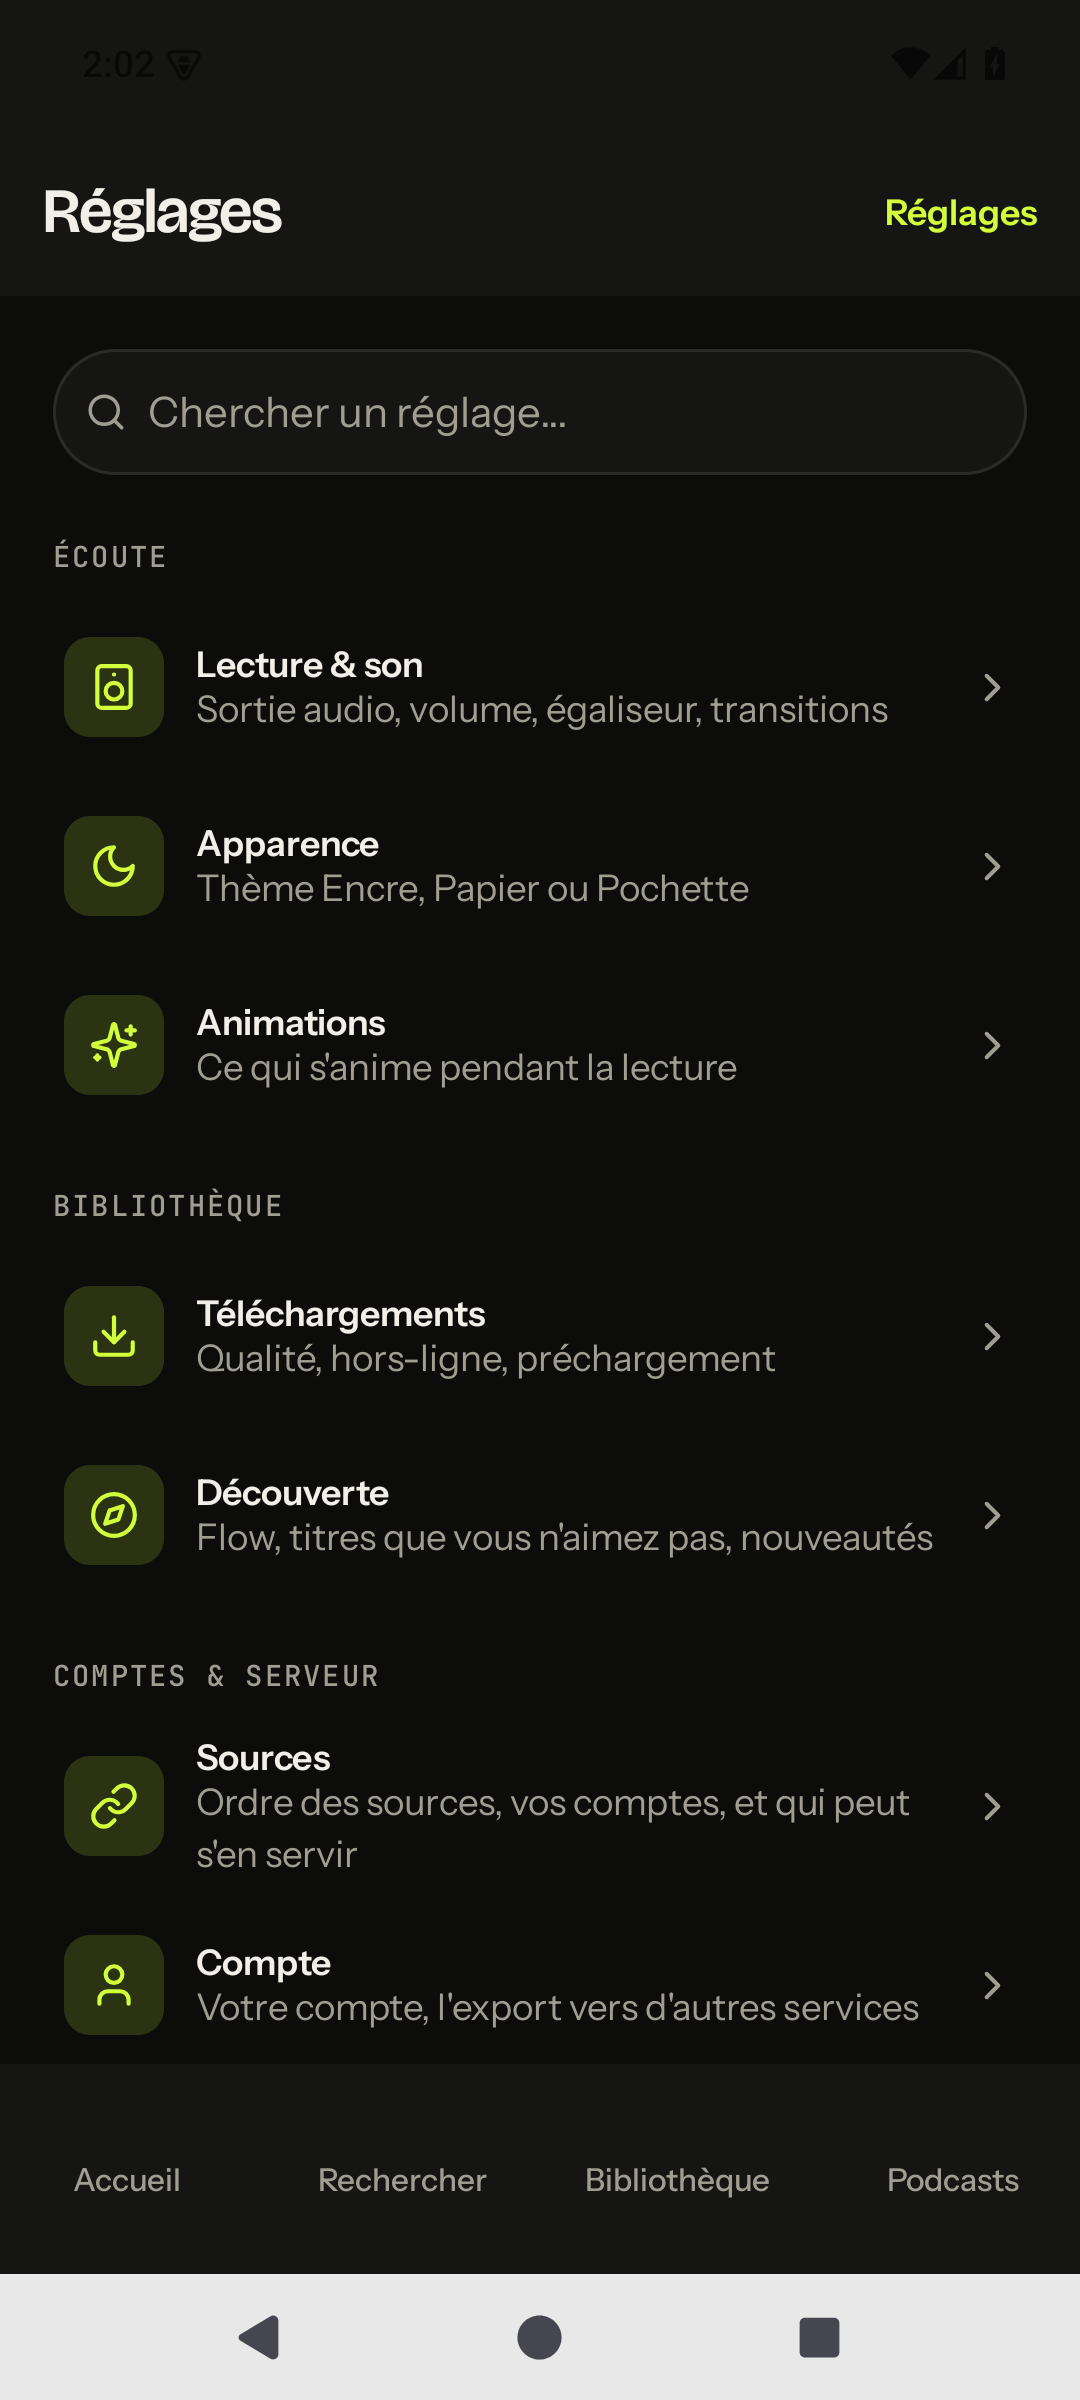 2:02
Réglages
Réglages
Chercher un réglage...
ÉCOUTE
Lecture & son
Sortie audio, volume, égaliseur, transitions
Apparence
Thème Encre, Papier ou Pochette
Animations
Ce qui s'anime pendant la lecture
BIBLIOTHÈQUE
Téléchargements
Qualité, hors-ligne, préchargement
Découverte
Flow, titres que vous n'aimez pas, nouveautés
COMPTES & SERVEUR
Sources
Ordre des sources, vos comptes, et qui peut
s'en servir
Compte
Votre compte, l'export vers d'autres services
Accueil
Rechercher
Bibliothèque
Podcasts